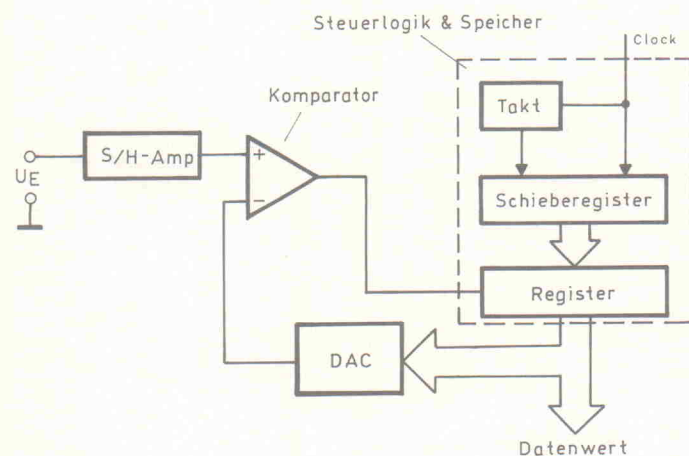 Steuerlogik & Speicher
Clock
Komparator
Takt
S/H-Amp
+
UE
−
Schieberegister
Register
DAC
Datenwert